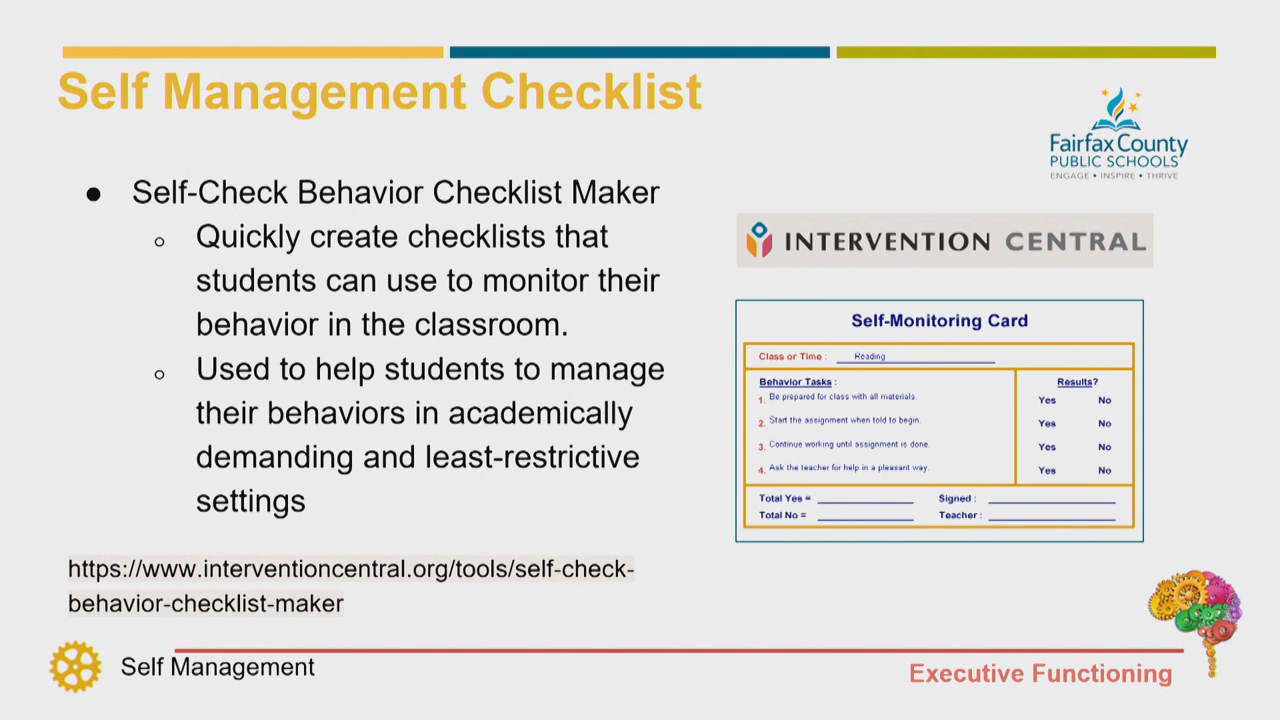 Self Management Checklist
Fairfax County
PUBLIC SCHOOLS
ENGAGE • INSPIRE • THRIVE
● Self-Check Behavior Checklist Maker
○ Quickly create checklists that
students can use to monitor their
behavior in the classroom.
○ Used to help students to manage
their behaviors in academically
demanding and least-restrictive
settings
https://www.interventioncentral.org/tools/self-check-
behavior-checklist-maker
INTERVENTION CENTRAL
Self-Monitoring Card
Class or Time : Reading
Behavior Tasks : Results?
1. Be prepared for class with all materials. Yes No
2. Start the assignment when told to begin. Yes No
3. Continue working until assignment is done. Yes No
4. Ask the teacher for help in a pleasant way. Yes No
Total Yes = Signed :
Total No = Teacher :
Self Management
Executive Functioning